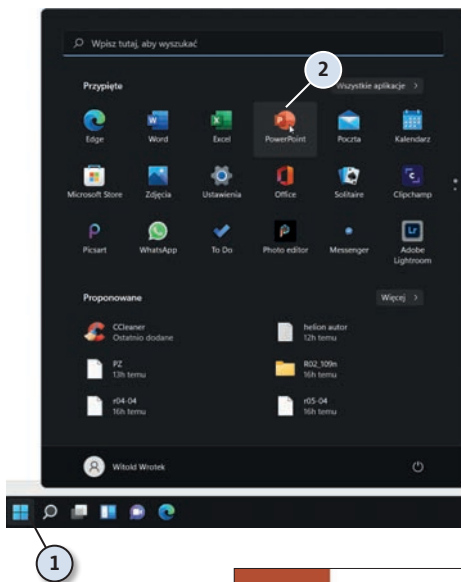 Wpisz tutaj, aby wyszukać
2
Przypięte
Wszystkie aplikacje >
Edge Word Excel PowerPoint Poczta Kalendarz
Microsoft Store Zdjęcia Ustawienia Office Solitaire Clipchamp
Picsart WhatsApp To Do Photo editor Messenger Adobe
Lightroom
Proponowane
Więcej >
CCleaner helion autor
Ostatnio dodane 12h temu
PZ R02_109n
13h temu 16h temu
r04-04 r05-04
16h temu 16h temu
Witold Wrotek
1